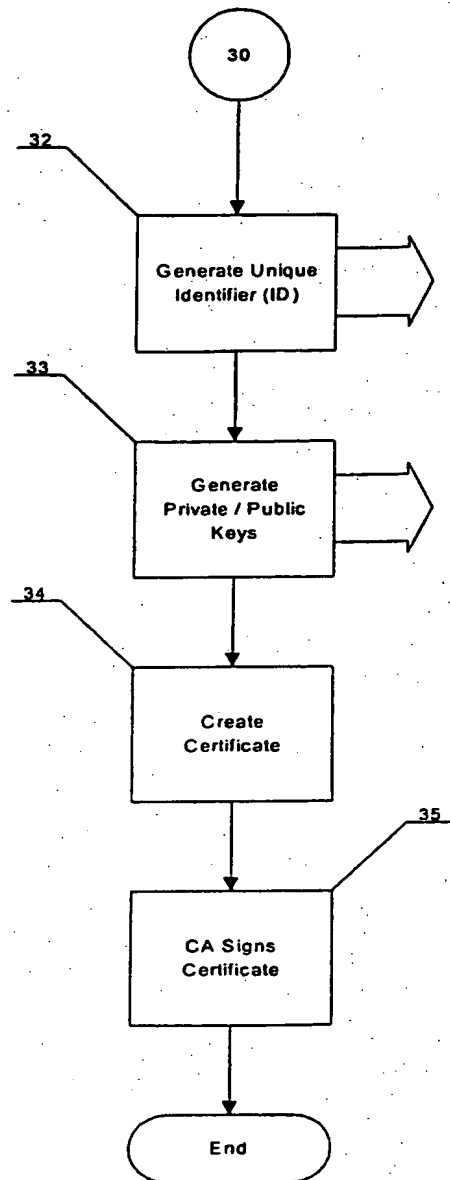 30
32
Generate Unique
Identifier (ID)
33
Generate
Private / Public
Keys
34
Create
Certificate
35
CA Signs
Certificate
End